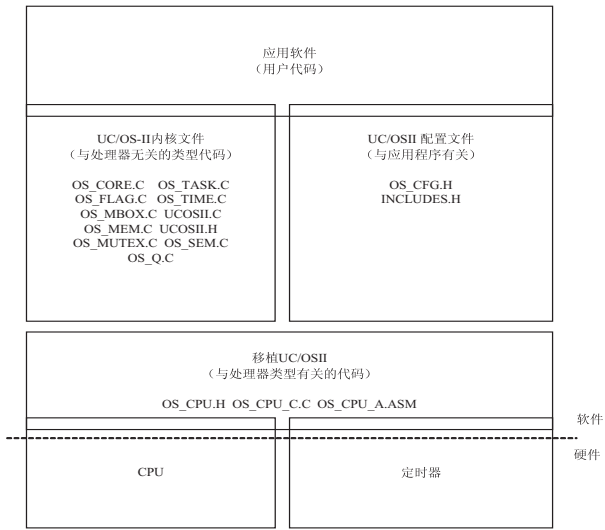 应用软件
（用户代码）
UC/OS-II内核文件
（与处理器无关的类型代码）
OS_CORE.C OS_TASK.C
OS_FLAG.C OS_TIME.C
OS_MBOX.C UCOSII.C
OS_MEM.C UCOSII.H
OS_MUTEX.C OS_SEM.C
OS_Q.C
UC/OSII 配置文件
（与应用程序有关）
OS_CFG.H
INCLUDES.H
移植UC/OSII
（与处理器类型有关的代码）
OS_CPU.H OS_CPU_C.C OS_CPU_A.ASM
软件
硬件
CPU
定时器